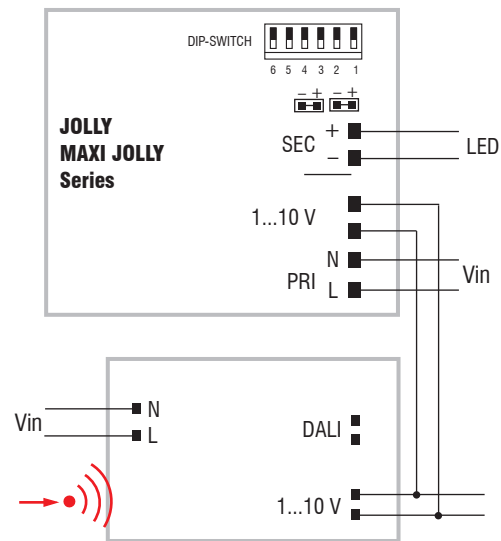 DIP-SWITCH
6 5 4 3 2 1
– + – +
JOLLY
MAXI JOLLY
Series
SEC + –
LED
1...10 V
PRI N L
Vin
Vin
N
L
DALI
1...10 V